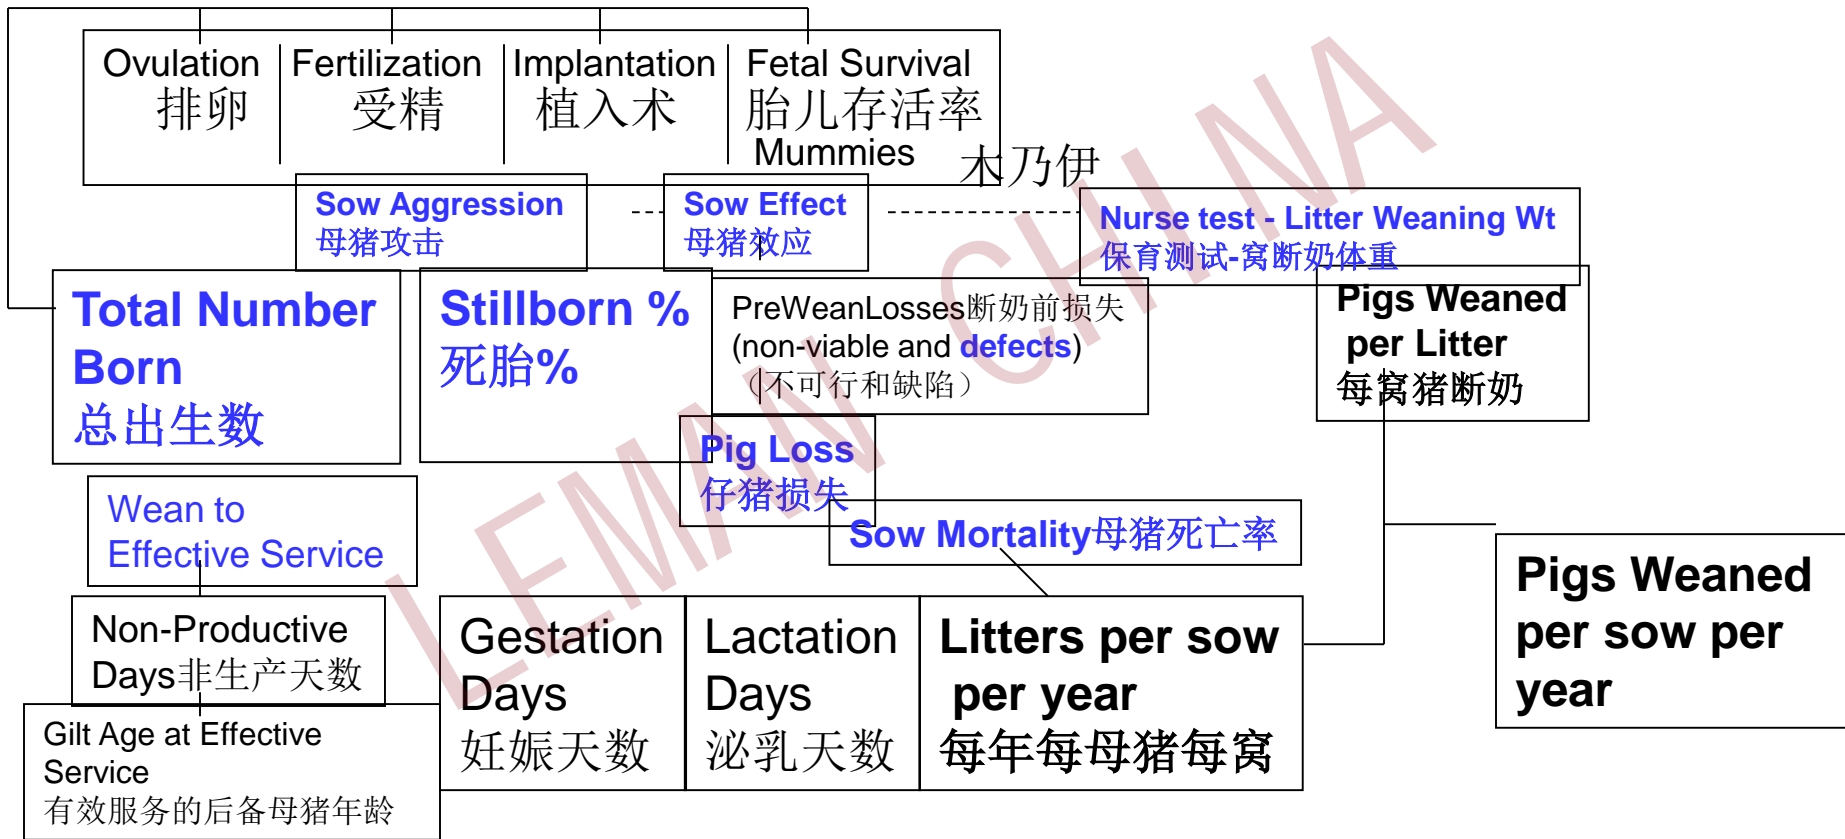 Ovulation
排卵
Fertilization
受精
Implantation
植入术
Fetal Survival
胎儿存活率
Mummies
木乃伊
Sow Aggression
母猪攻击
Sow Effect
母猪效应
Nurse test - Litter Weaning Wt
保育测试-窝断奶体重
Total Number
Born
总出生数
Stillborn %
死胎%
PreWeanLosses断奶前损失
(non-viable and defects)
（不可行和缺陷）
Pigs Weaned
per Litter
每窝猪断奶
Pig Loss
仔猪损失
Wean to
Effective Service
Sow Mortality母猪死亡率
Non-Productive
Days非生产天数
Gestation
Days
妊娠天数
Lactation
Days
泌乳天数
Litters per sow
per year
每年每母猪每窝
Pigs Weaned
per sow per
year
Gilt Age at Effective
Service
有效服务的后备母猪年龄
LEMAN CHINA